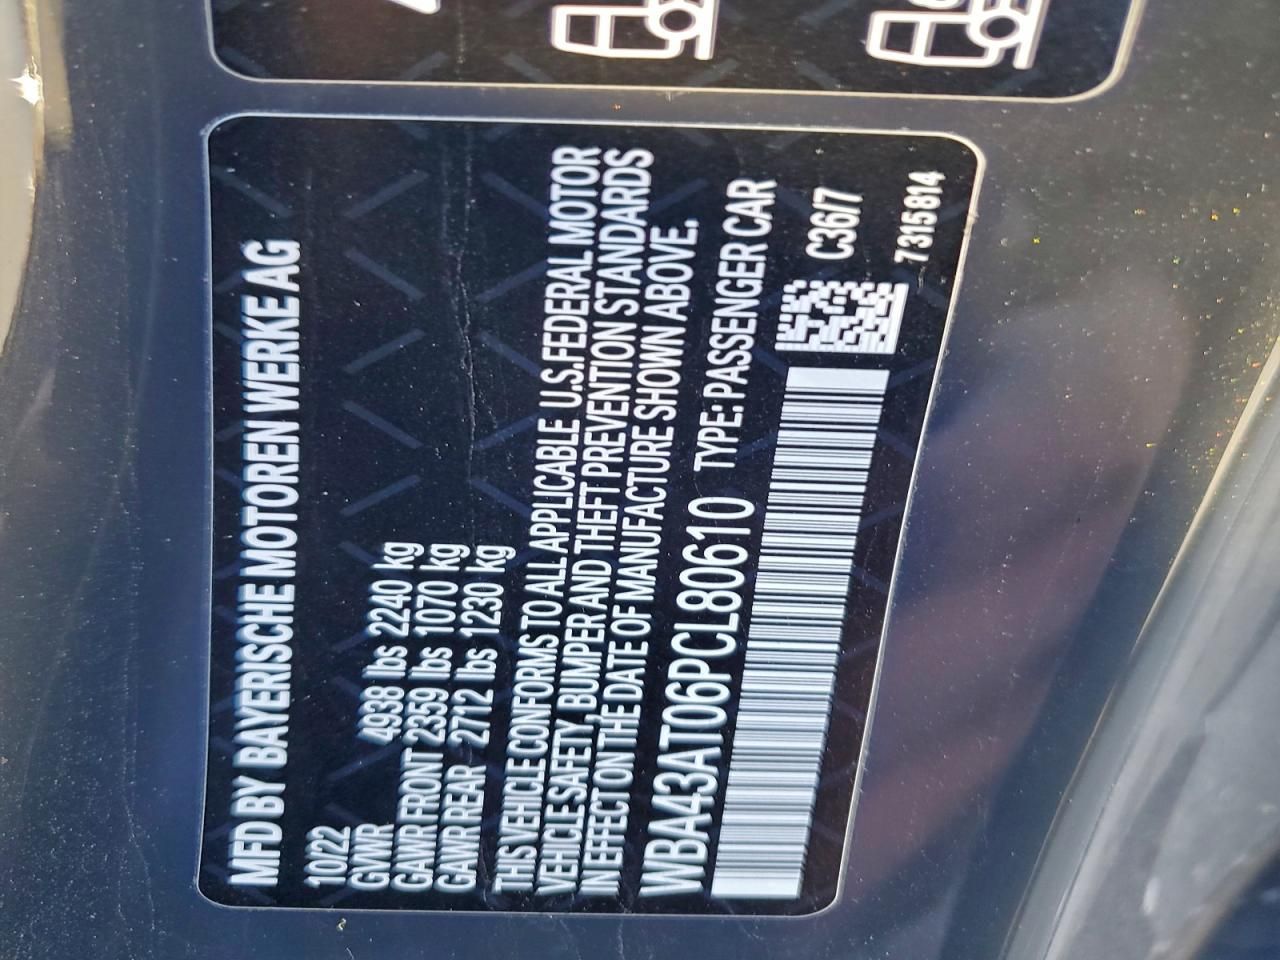 MFD BY BAYERISCHE MOTOREN WERKE AG
10/22
GVWR 4938 lbs 2240 kg
GAWR FRONT 2359 lbs 1070 kg
GAWR REAR 2712 lbs 1230 kg
THIS VEHICLE CONFORMS TO ALL APPLICABLE U.S.FEDERAL MOTOR
VEHICLE SAFETY, BUMPER AND THEFT PREVENTION STANDARDS
IN EFFECT ON THE DATE OF MANUFACTURE SHOWN ABOVE.
WBA43AT06PCL80610 TYPE: PASSENGER CAR
C36/7
7315814